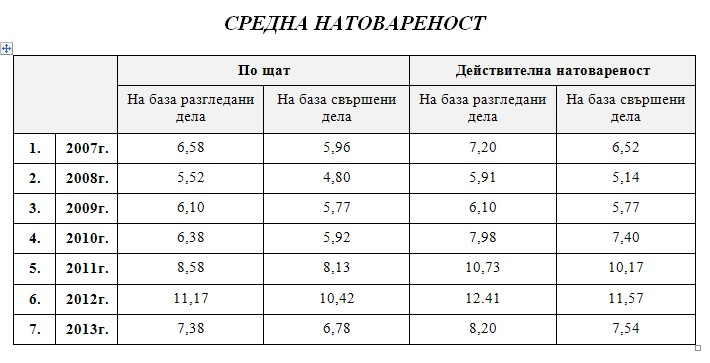 СРЕДНА НАТОВАРЕНОСТ
По щат Действителна натовареност
На база разгледани дела На база свършени дела На база разгледани дела На база свършени дела
1. 2007г. 6,58 5,96 7,20 6,52
2. 2008г. 5,52 4,80 5,91 5,14
3. 2009г. 6,10 5,77 6,10 5,77
4. 2010г. 6,38 5,92 7,98 7,40
5. 2011г. 8,58 8,13 10,73 10,17
6. 2012г. 11,17 10,42 12.41 11,57
7. 2013г. 7,38 6,78 8,20 7,54